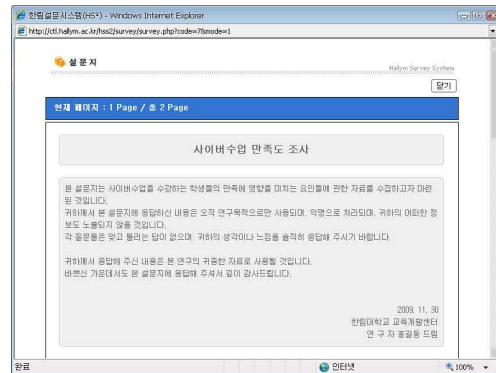 한림설문시스템(HS²) - Windows Internet Explorer
http://ctl.hallym.ac.kr/hss2/survey/survey.php?code=78mode=1
설 문 지
Hallym Survey System
닫기
현재 페이지 : 1 Page / 총 2 Page
사이버수업 만족도 조사
본 설문지는 사이버수업을 수강하는 학생들의 만족에 영향을 미치는 요인들에 관한 자료를 수집하고자 마련
된 것입니다.
귀하께서 본 설문지에 응답하신 내용은 오직 연구목적으로만 사용되며, 익명으로 처리되며, 귀하의 어떠한 정
보도 노출되지 않을 것입니다.
각 질문들은 맞고 틀리는 답이 없으며, 귀하의 생각이나 느낌을 솔직히 응답해 주시기 바랍니다.
귀하께서 응답해 주신 내용은 본 연구의 귀중한 자료로 사용될 것입니다.
바쁘신 가운데서도 본 설문지에 응답해 주셔서 깊이 감사드립니다.
2009. 11. 30
한림대학교 교육개발센터
연 구 자 홍길동 드림
완료
인터넷
100%